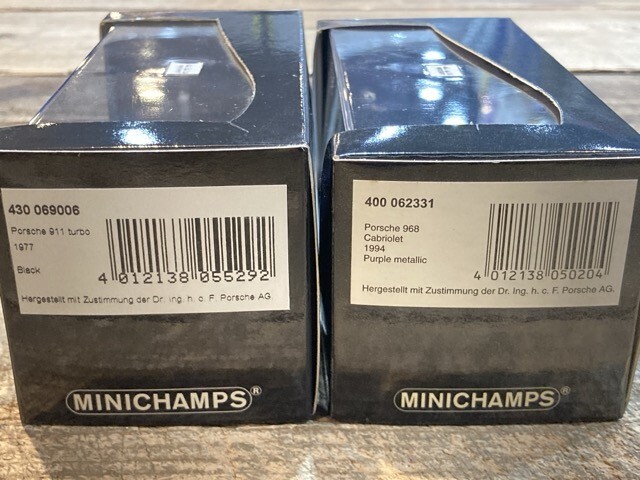 430 069006
Porsche 911 turbo
1977
Black
4 012138 055292
Hergestellt mit Zustimmung der Dr. Ing. h. c. F. Porsche AG.
MINICHAMPS®
400 062331
Porsche 968
Cabriolet
1994
Purple metallic
4 012138 050204
Hergestellt mit Zustimmung der Dr. Ing. h. c. F. Porsche AG.
MINICHAMPS®